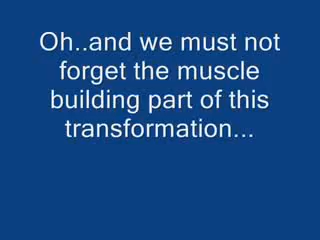 Oh..and we must not
forget the muscle
building part of this
transformation...